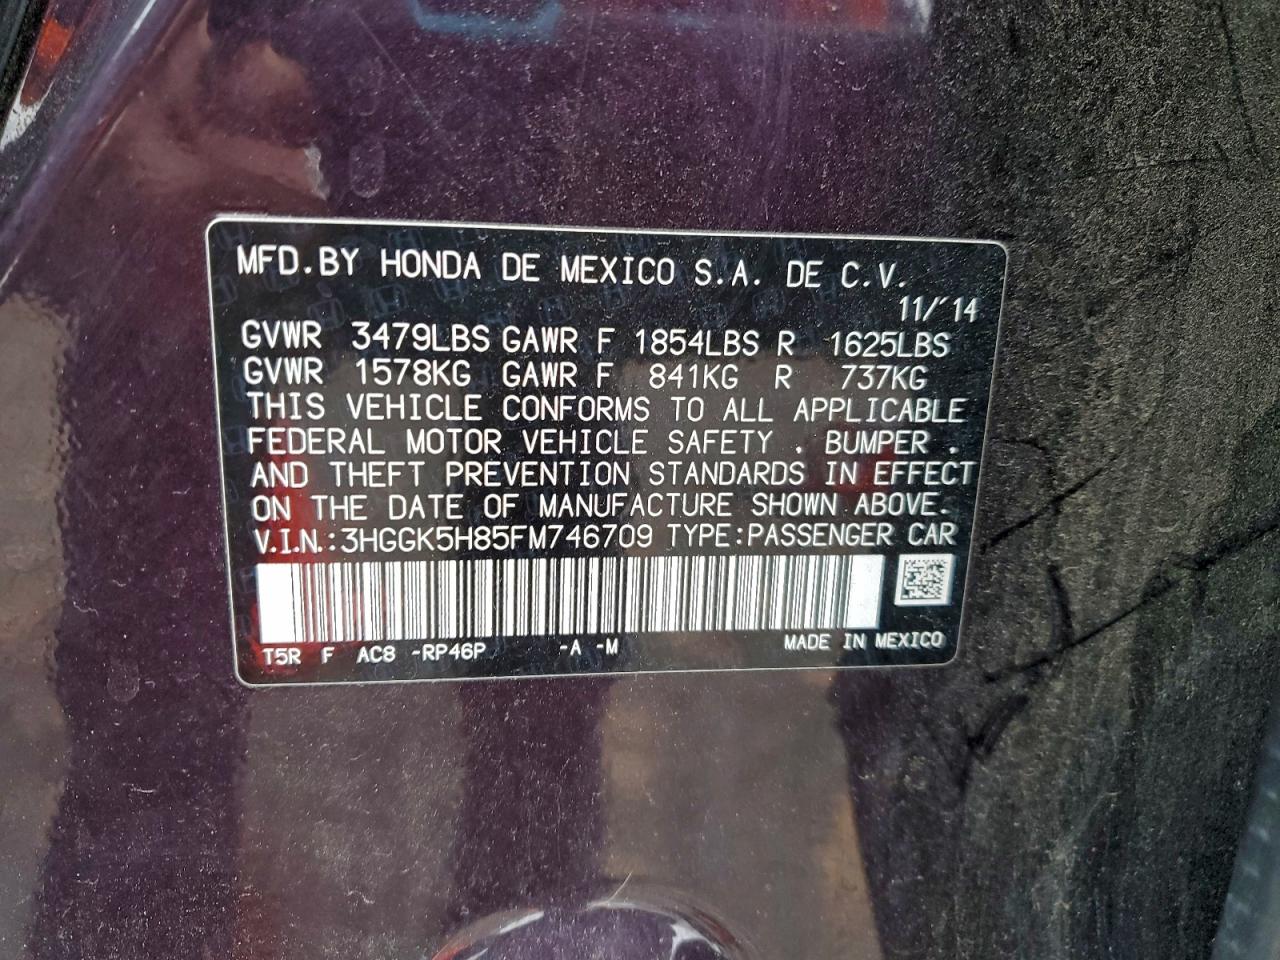 MFD.BY HONDA DE MEXICO S.A. DE C.V.
11/'14
GVWR 3479LBS GAWR F 1854LBS R 1625LBS
GVWR 1578KG GAWR F 841KG R 737KG
THIS VEHICLE CONFORMS TO ALL APPLICABLE
FEDERAL MOTOR VEHICLE SAFETY . BUMPER .
AND THEFT PREVENTION STANDARDS IN EFFECT
ON THE DATE OF MANUFACTURE SHOWN ABOVE.
V.I.N.:3HGGK5H85FM746709 TYPE:PASSENGER CAR
T5R F AC8 -RP46P -A -M MADE IN MEXICO